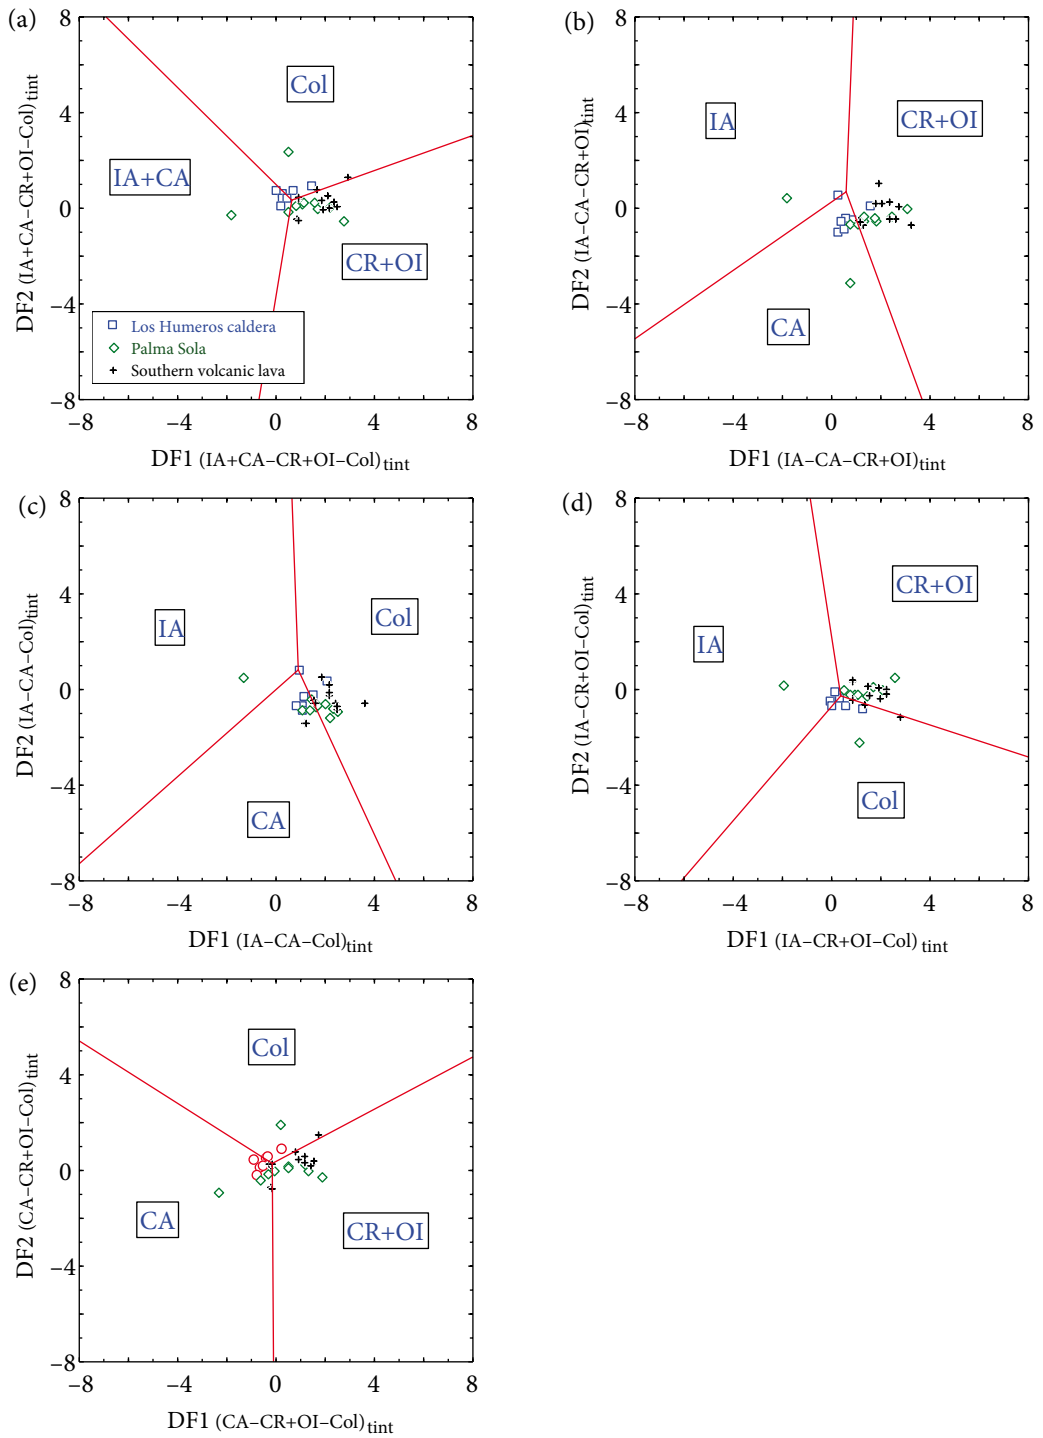 (a)
8
4
0
−4
−8
DF2 (IA+CA−CR+OI−Col)tint
Col
IA+CA
CR+OI
Los Humeros caldera
Palma Sola
Southern volcanic lava
−8 −4 0 4 8
DF1 (IA+CA−CR+OI−Col)tint
(b)
8
4
0
−4
−8
DF2 (IA−CA−CR+OI)tint
IA
CR+OI
CA
−8 −4 0 4 8
DF1 (IA−CA−CR+OI)tint
(c)
8
4
0
−4
−8
DF2 (IA−CA−Col)tint
IA
Col
CA
−8 −4 0 4 8
DF1 (IA−CA−Col)tint
(d)
8
4
0
−4
−8
DF2 (IA−CR+OI−Col)tint
CR+OI
IA
Col
−8 −4 0 4 8
DF1 (IA−CR+OI−Col)tint
(e)
8
4
0
−4
−8
DF2 (CA−CR+OI−Col)tint
Col
CA
CR+OI
−8 −4 0 4 8
DF1 (CA−CR+OI−Col)tint